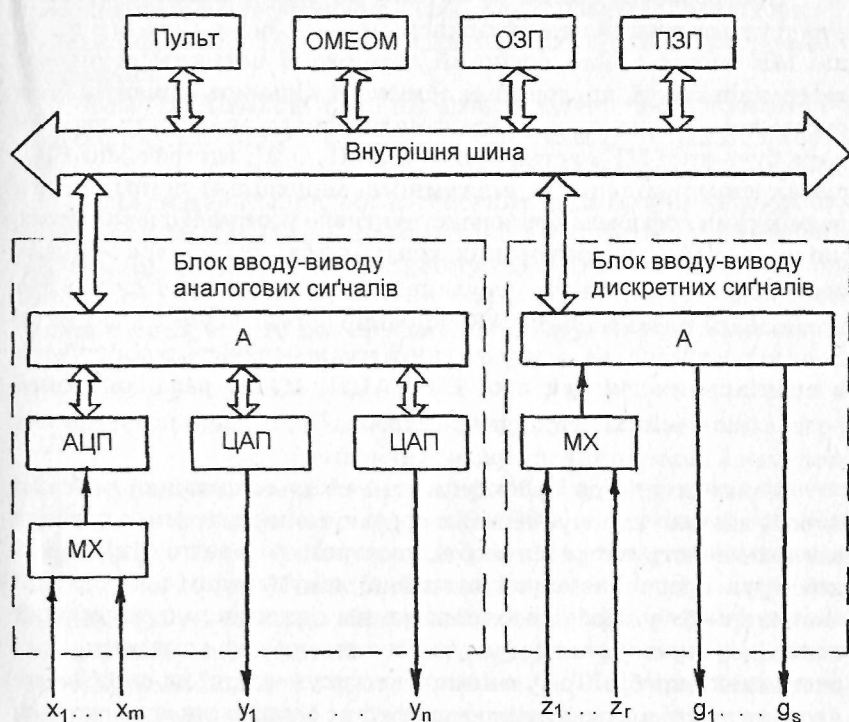 Пульт
ОМЕОМ
ОЗП
ПЗП
Внутрішня шина
Блок вводу-виводу
аналогових сиґналів
Блок вводу-виводу
дискретних сиґналів
А
А
АЦП
ЦАП
ЦАП
МХ
МХ
x₁ . . . xₘ
y₁ . . . yₙ
z₁ . . . zᵣ
g₁ . . . gₛ